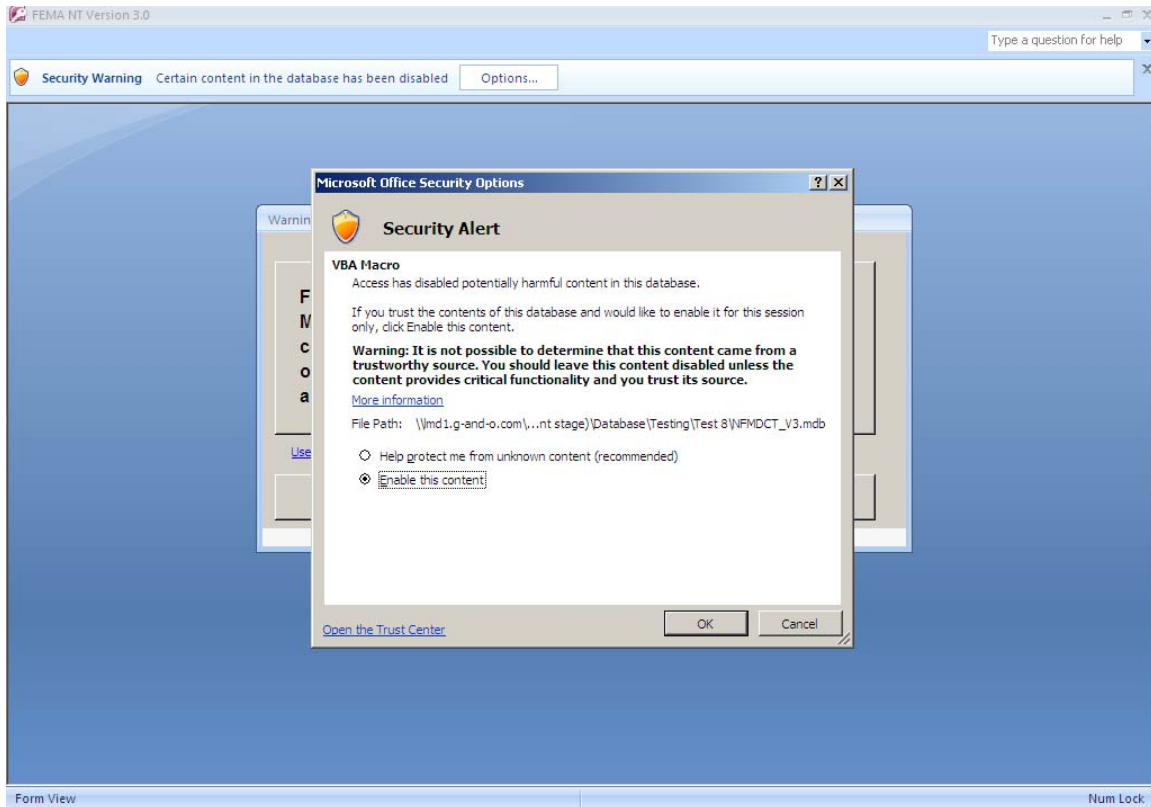 FEMA NT Version 3.0
Type a question for help
Security Warning Certain content in the database has been disabled Options...
Microsoft Office Security Options
Warnin
Security Alert
VBA Macro
Access has disabled potentially harmful content in this database.
If you trust the contents of this database and would like to enable it for this session
only, click Enable this content.
Warning: It is not possible to determine that this content came from a
trustworthy source. You should leave this content disabled unless the
content provides critical functionality and you trust its source.
More information
File Path: \\lmd1.g-and-o.com\...nt stage)\Database\Testing\Test 8\NFMDCT_V3.mdb
Help protect me from unknown content (recommended)
Enable this content
F
M
c
o
a
Use
Open the Trust Center
OK Cancel
Form View Num Lock